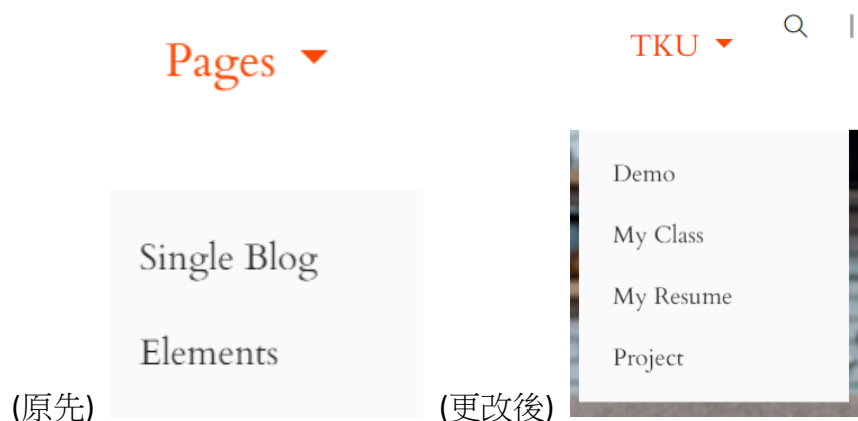 Pages
Single Blog
Elements
(原先)
TKU
Demo
My Class
My Resume
Project
(更改後)